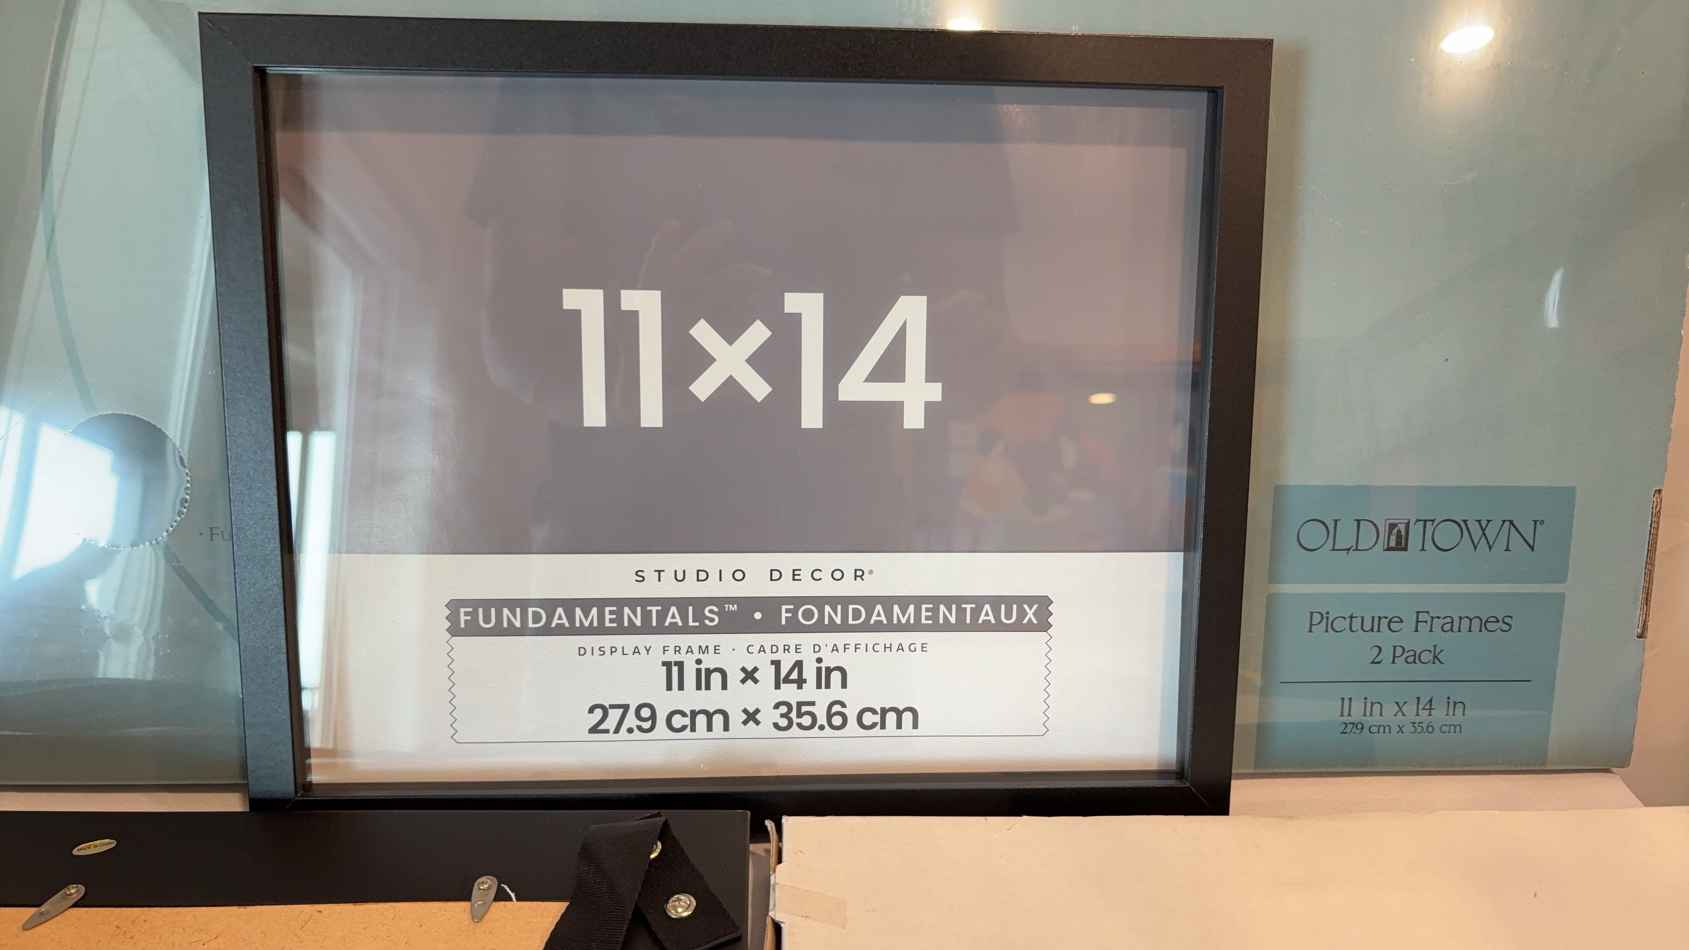 11×14
STUDIO DECOR®
FUNDAMENTALS™ • FONDAMENTAUX
DISPLAY FRAME · CADRE D'AFFICHAGE
11 in × 14 in
27.9 cm × 35.6 cm
OLD TOWN®
Picture Frames
2 Pack
11 in x 14 in
27.9 cm x 35.6 cm
· Fu